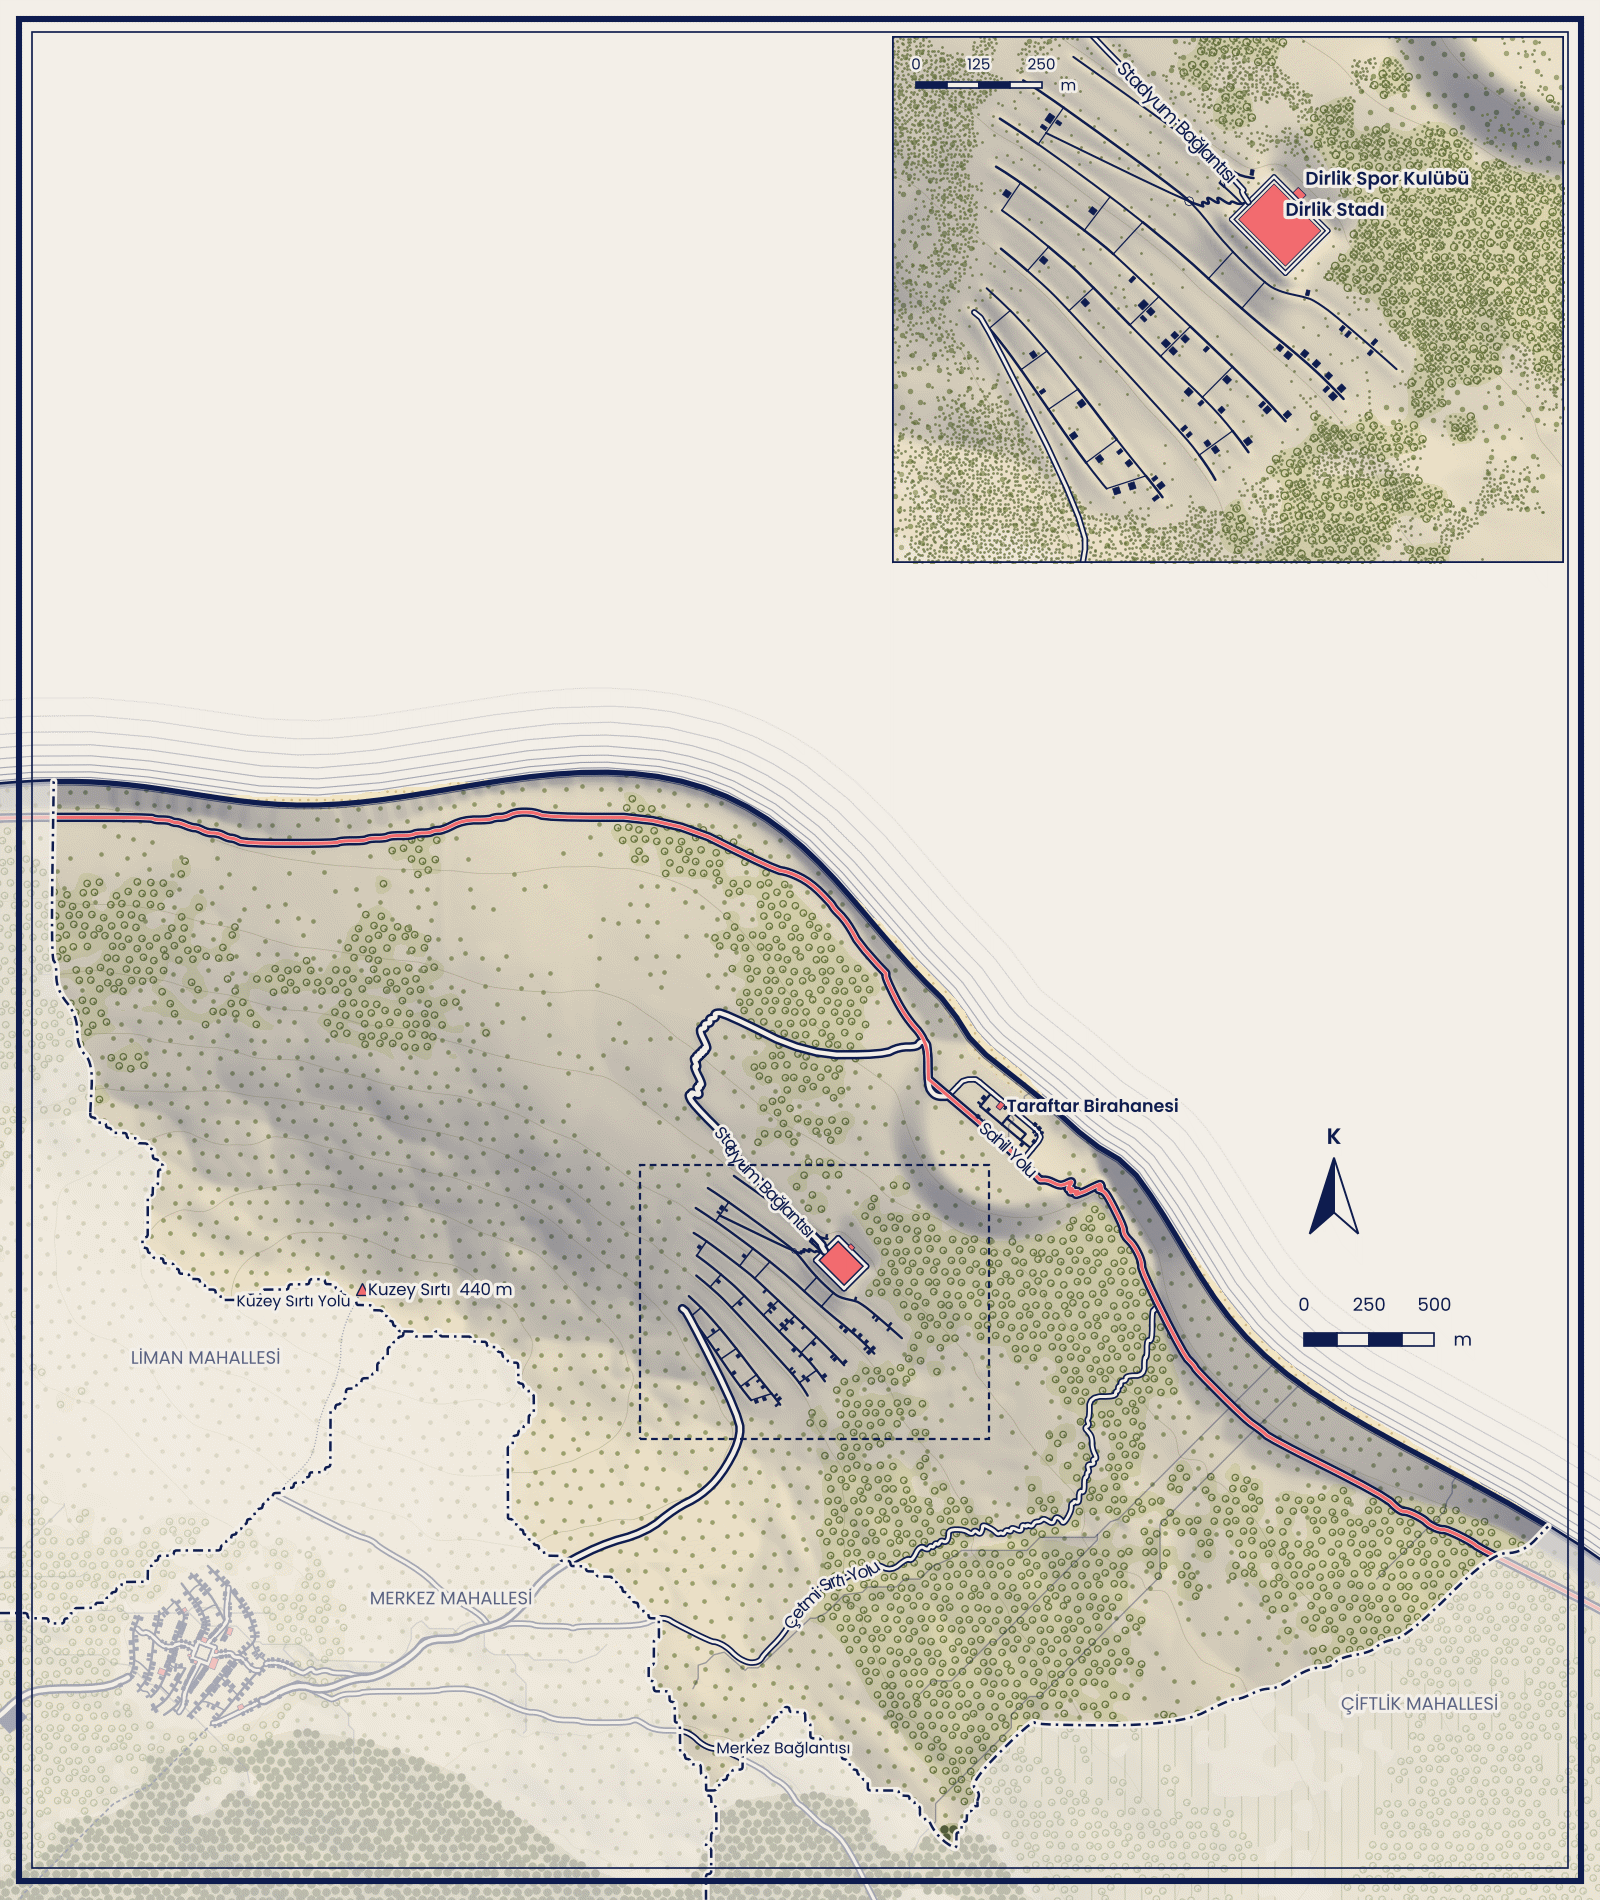 0 125 250
m
Stadyum Bağlantısı
Dirlik Spor Kulübü
Dirlik Stadı
Taraftar Birahanesi
Sahil Yolu
K
Stadyum Bağlantısı
Kuzey Sırtı 440 m
Kuzey Sırtı Yolu
0 250 500
m
LİMAN MAHALLESİ
MERKEZ MAHALLESİ
Çetmi Sırtı Yolu
ÇİFTLİK MAHALLESİ
Merkez Bağlantısı